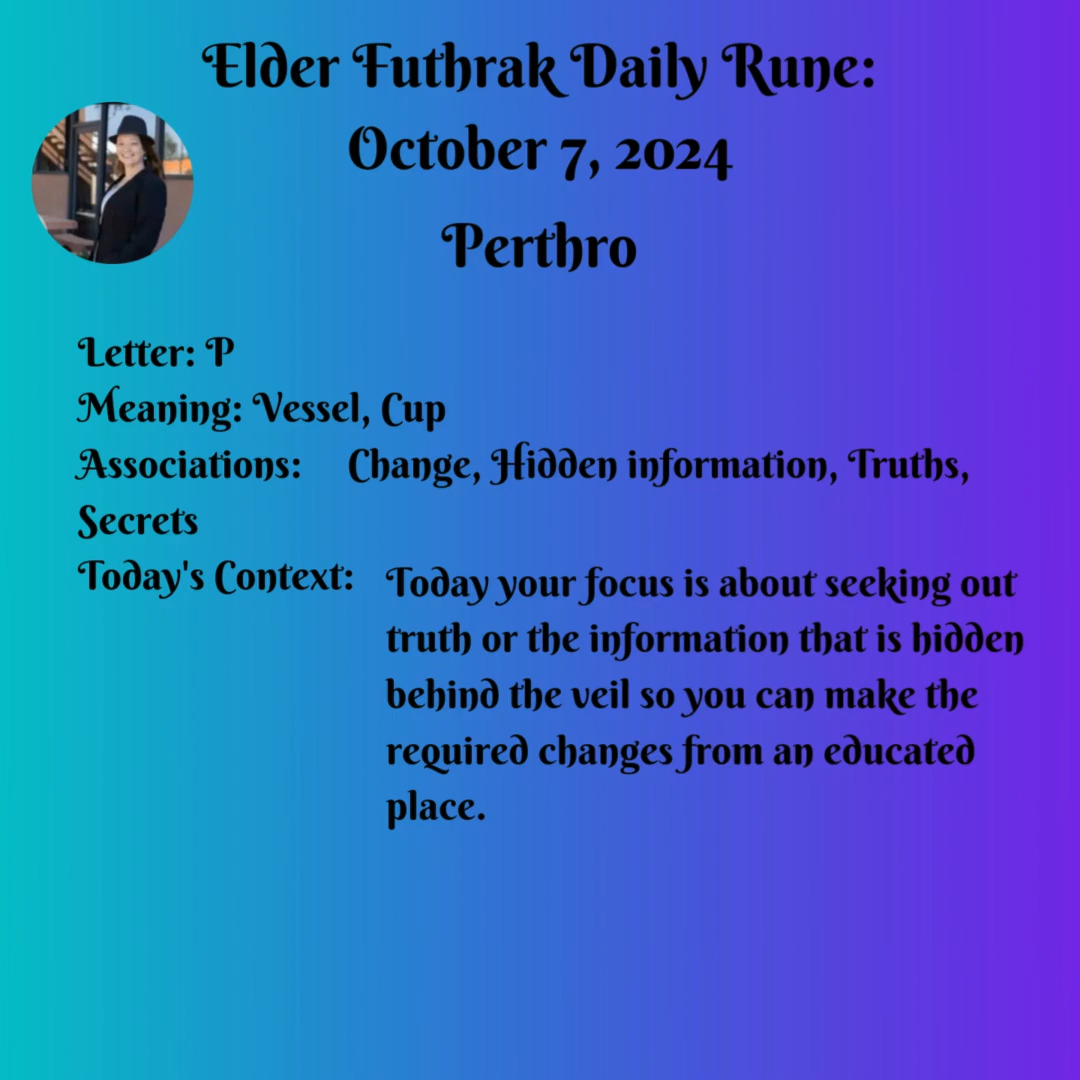 Elder Futhrak Daily Rune:
October 7, 2024
Perthro
Letter: P
Meaning: Vessel, Cup
Associations: Change, Hidden information, Truths,
Secrets
Today's Context: Today your focus is about seeking out
truth or the information that is hidden
behind the veil so you can make the
required changes from an educated
place.